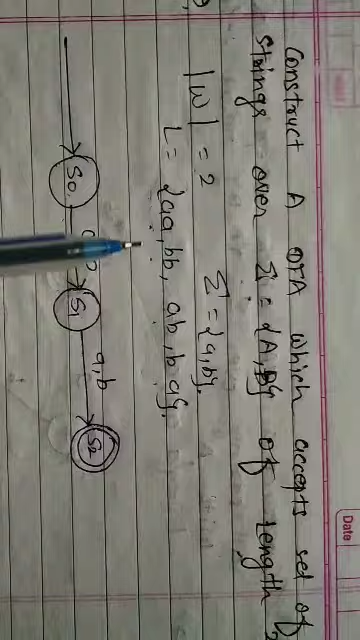 Date
Construct A DFA which accepts set of
strings over Σ = {A, B} of length 2
|w| = 2 Σ = {a, b}.
L = {aa, bb, ab, ba}.
a,b
S0 S1 S2